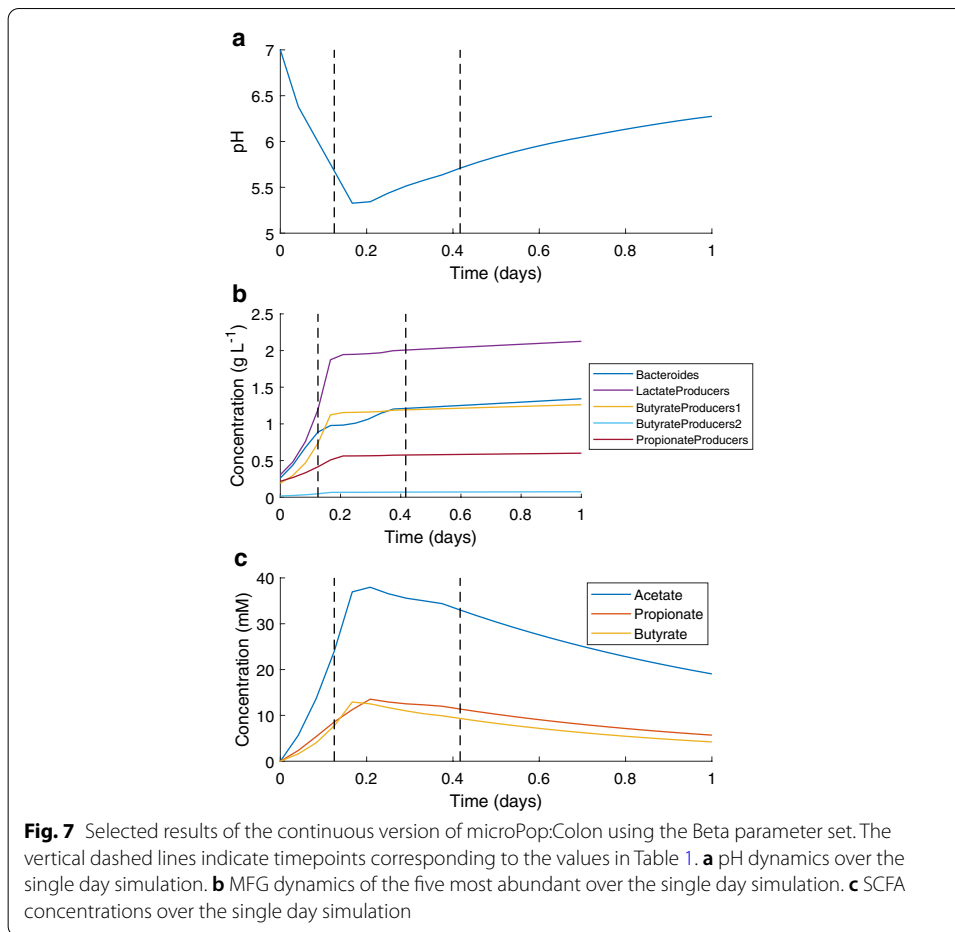 a
7
6.5
6
5.5
5
pH
0 0.2 0.4 0.6 0.8 1
Time (days)
b
2.5
2
1.5
1
0.5
0
Concentration (g L⁻¹)
Bacteroides
LactateProducers
ButyrateProducers1
ButyrateProducers2
PropionateProducers
0 0.2 0.4 0.6 0.8 1
Time (days)
c
40
30
20
10
0
Concentration (mM)
Acetate
Propionate
Butyrate
0 0.2 0.4 0.6 0.8 1
Time (days)
Fig. 7 Selected results of the continuous version of microPop:Colon using the Beta parameter set. The
vertical dashed lines indicate timepoints corresponding to the values in Table 1. a pH dynamics over the
single day simulation. b MFG dynamics of the five most abundant over the single day simulation. c SCFA
concentrations over the single day simulation